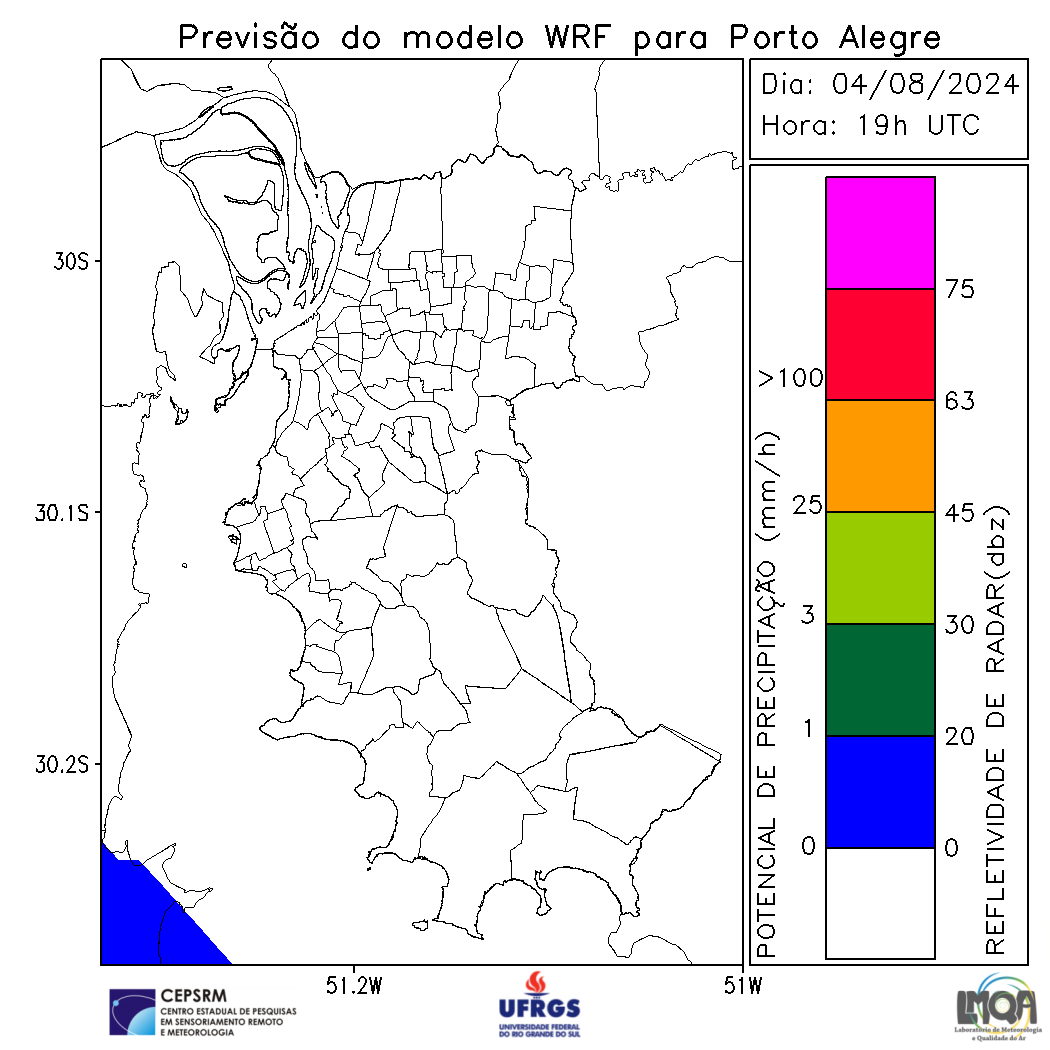 Previsão do modelo WRF para Porto Alegre
Dia: 04/08/2024
Hora: 19h UTC
30S
30.1S
30.2S
51.2W
51W
POTENCIAL DE PRECIPITAÇÃO (mm/h)
>100
25
3
1
0
75
63
45
30
20
0
REFLETIVIDADE DE RADAR(dbz)
CEPSRM
CENTRO ESTADUAL DE PESQUISAS
EM SENSORIAMENTO REMOTO
E METEOROLOGIA
UFRGS
UNIVERSIDADE FEDERAL
DO RIO GRANDE DO SUL
LMQA
Laboratório de Meteorologia
e Qualidade do Ar